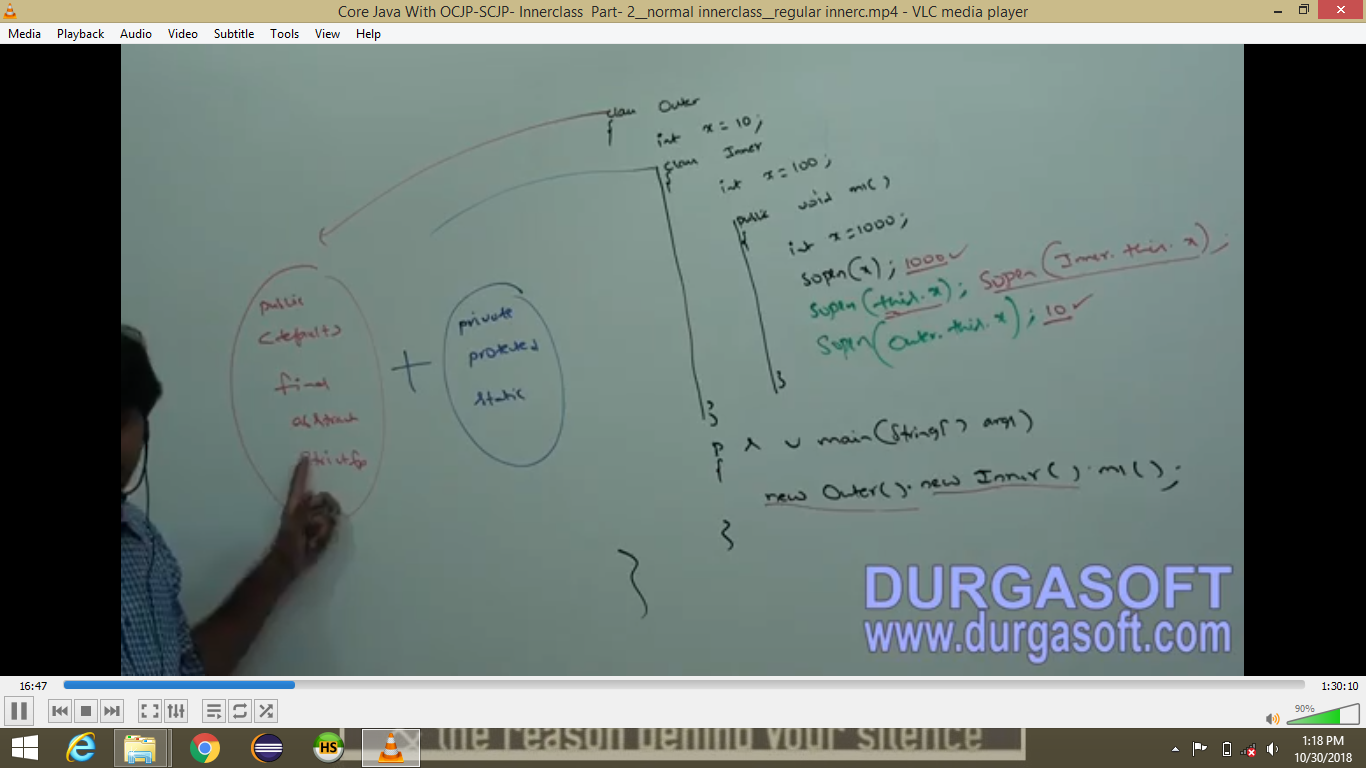 Core Java With OCJP-SCJP- Innerclass Part- 2__normal innerclass__regular innerc.mp4 - VLC media player
Media Playback Audio Video Subtitle Tools View Help
class Outer
{
int x = 10;
class Inner
{
int x = 100;
public void m1()
{
int x = 1000;
sopln(x); 1000 ✓
sopln(this.x); sopln(Inner.this.x);
sopln(Outer.this.x); 10 ✓
}
}
p s v main(String[] args)
{
new Outer().new Inner().m1();
}
}
public
<default>
final
abstract
strictfp
+
private
protected
static
DURGASOFT
www.durgasoft.com
16:47
1:30:10
90%
the reason behind your silence
HS
1:18 PM
10/30/2018